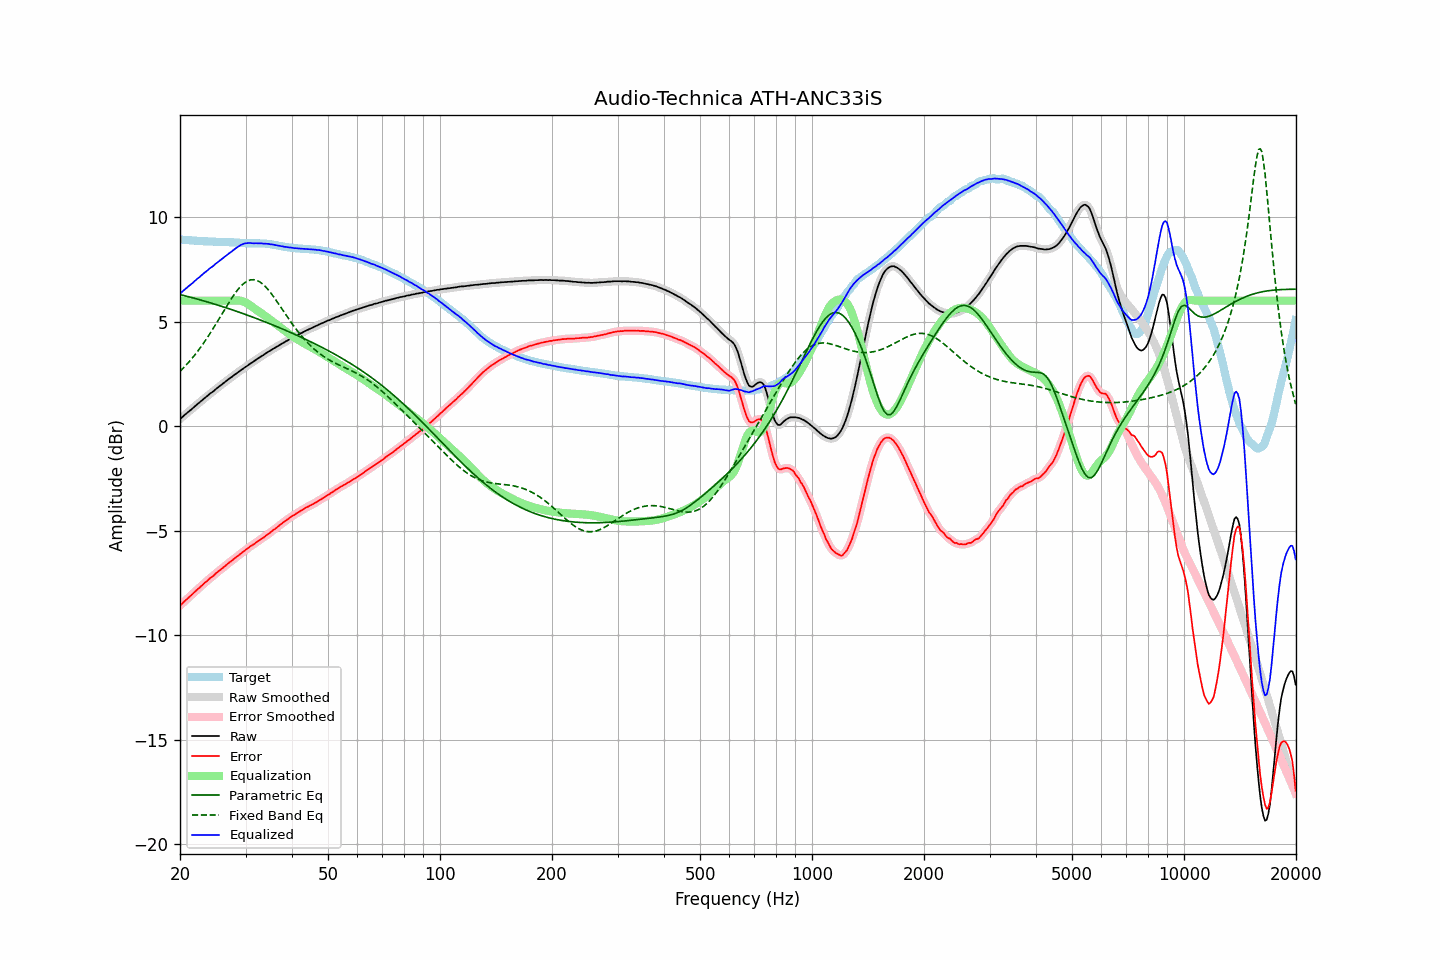 Audio-Technica ATH-ANC33iS
Amplitude (dBr)
10
5
0
−5
−10
−15
−20
Target
Raw Smoothed
Error Smoothed
Raw
Error
Equalization
Parametric Eq
Fixed Band Eq
Equalized
20 50 100 200 500 1000 2000 5000 10000 20000
Frequency (Hz)